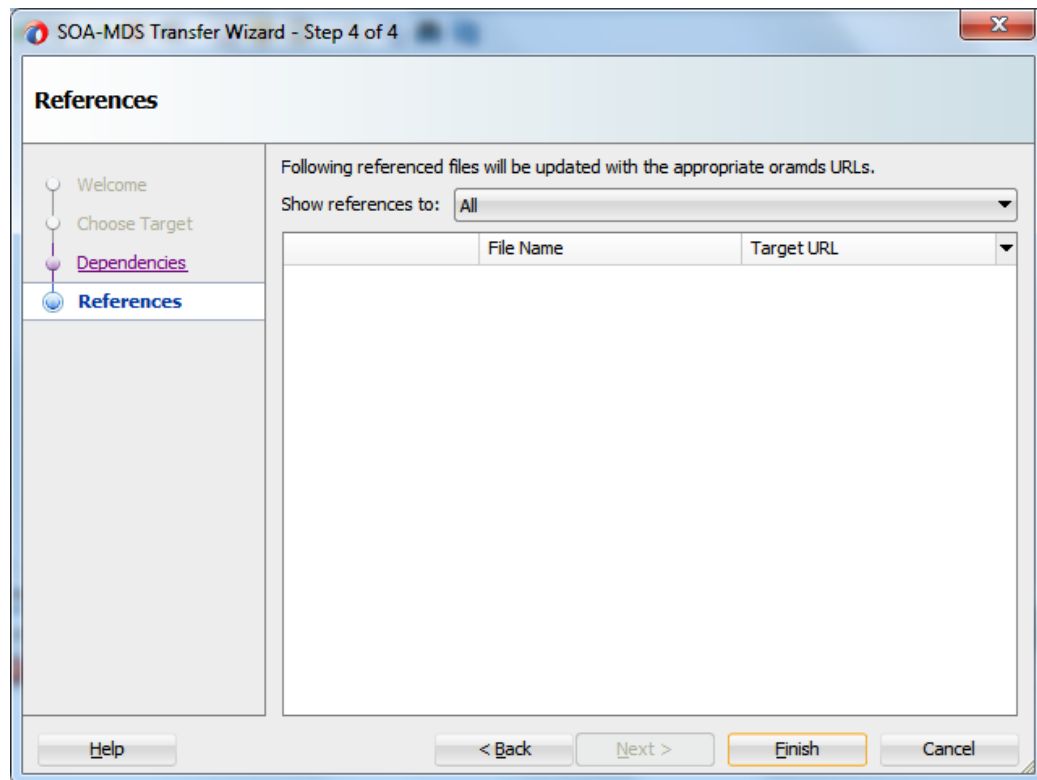 SOA-MDS Transfer Wizard - Step 4 of 4
References
Welcome
Choose Target
Dependencies
References
Following referenced files will be updated with the appropriate oramds URLs.
Show references to: All
File Name Target URL
Help < Back Next > Finish Cancel